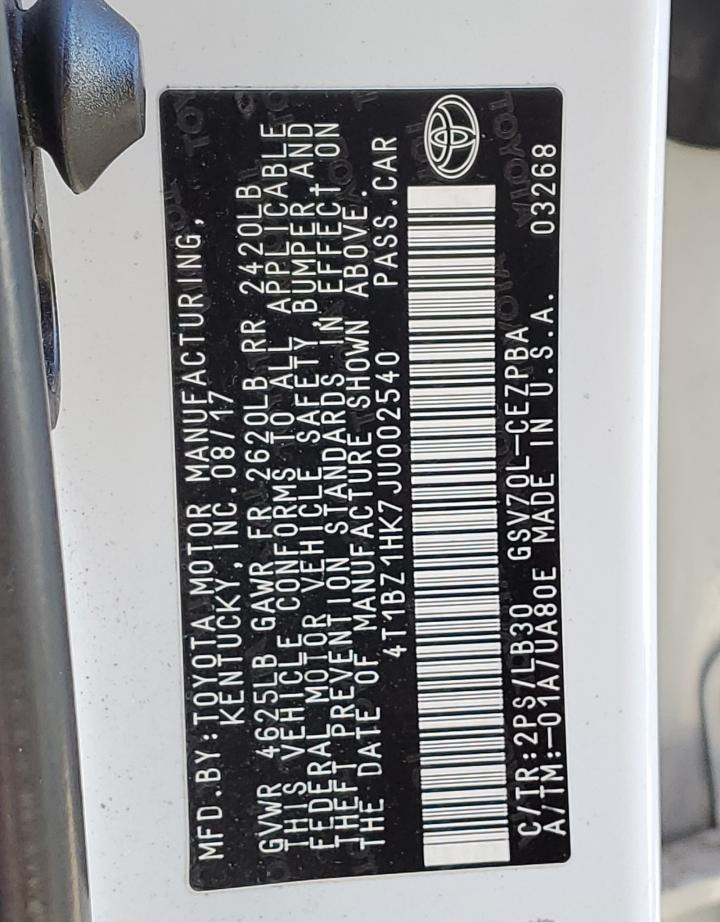 MFD.BY:TOYOTA MOTOR MANUFACTURING,
KENTUCKY,INC.08/17
GVWR 4625LB GAWR FR 2620LB RR 2420LB
THIS VEHICLE CONFORMS TO ALL APPLICABLE
FEDERAL MOTOR VEHICLE SAFETY, BUMPER,AND
THEFT PREVENTION STANDARDS IN EFFECT ON
THE DATE OF MANUFACTURE SHOWN ABOVE.
4T1BZ1HK7JU002540 PASS.CAR
C/TR:2PS/LB30 GSV70L-CEZPBA
A/TM:-01A/UA80E MADE IN U.S.A. 03268